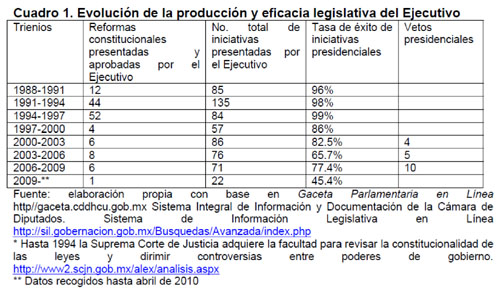 Cuadro 1. Evolución de la producción y eficacia legislativa del Ejecutivo
Trienios | Reformas constitucionales presentadas y aprobadas por el Ejecutivo | No. total de iniciativas presentadas por el Ejecutivo | Tasa de éxito de iniciativas presidenciales | Vetos presidenciales
1988-1991 | 12 | 85 | 96% |
1991-1994 | 44 | 135 | 98% |
1994-1997 | 52 | 84 | 99% |
1997-2000 | 4 | 57 | 86% |
2000-2003 | 6 | 86 | 82.5% | 4
2003-2006 | 8 | 76 | 65.7% | 5
2006-2009 | 6 | 71 | 77.4% | 10
2009-** | 1 | 22 | 45.4% |
Fuente: elaboración propia con base en Gaceta Parlamentaria en Línea
http//gaceta.cddhcu.gob.mx Sistema Integral de Información y Documentación de la Cámara de
Diputados. Sistema de Información Legislativa en Línea
http://sil.gobernacion.gob.mx/Busquedas/Avanzada/index.php
* Hasta 1994 la Suprema Corte de Justicia adquiere la facultad para revisar la constitucionalidad de
las leyes y dirimir controversias entre poderes de gobierno.
http://www2.scjn.gob.mx/alex/analisis.aspx
** Datos recogidos hasta abril de 2010